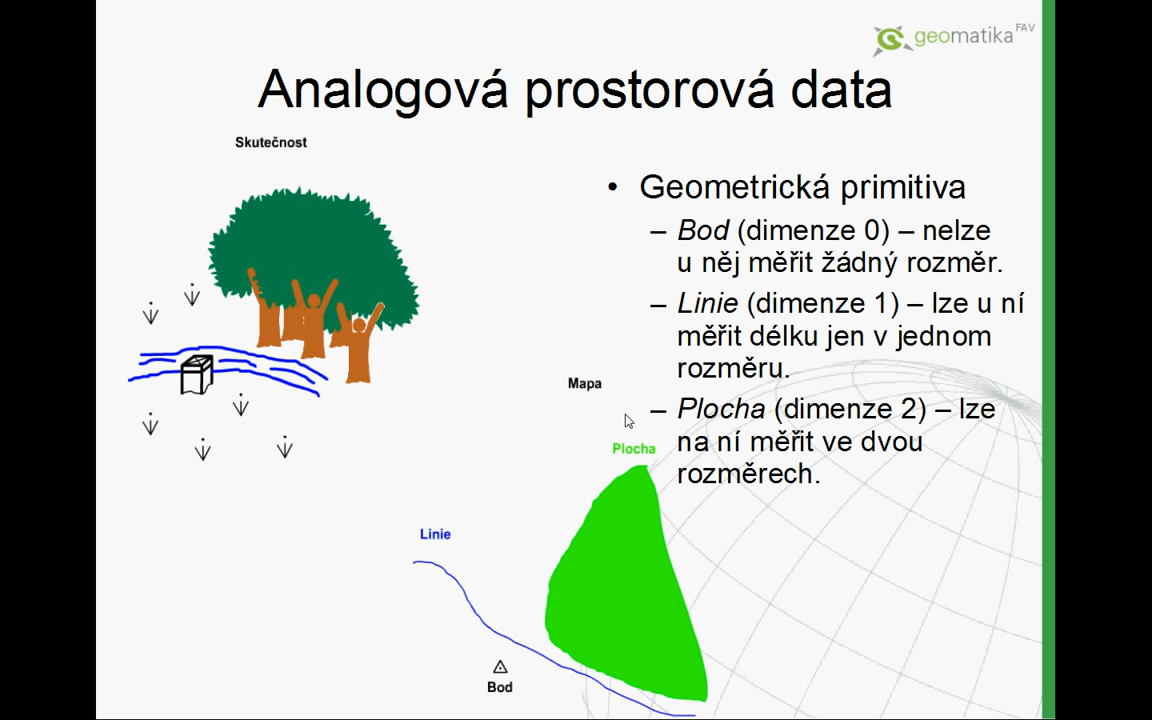 geomatika FAV
Analogová prostorová data
Skutečnost
• Geometrická primitiva
– Bod (dimenze 0) – nelze
u něj měřit žádný rozměr.
– Linie (dimenze 1) – lze u ní
měřit délku jen v jednom
rozměru.
– Plocha (dimenze 2) – lze
na ní měřit ve dvou
rozměrech.
Mapa
Plocha
Linie
Bod